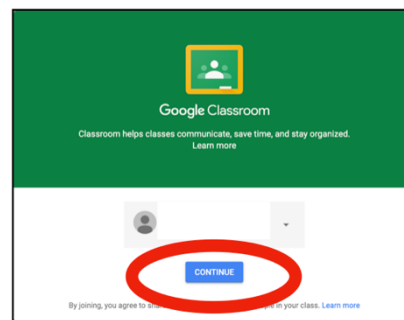 Google Classroom
Classroom helps classes communicate, save time, and stay organized.
Learn more
CONTINUE
By joining, you agree to in your class. Learn more